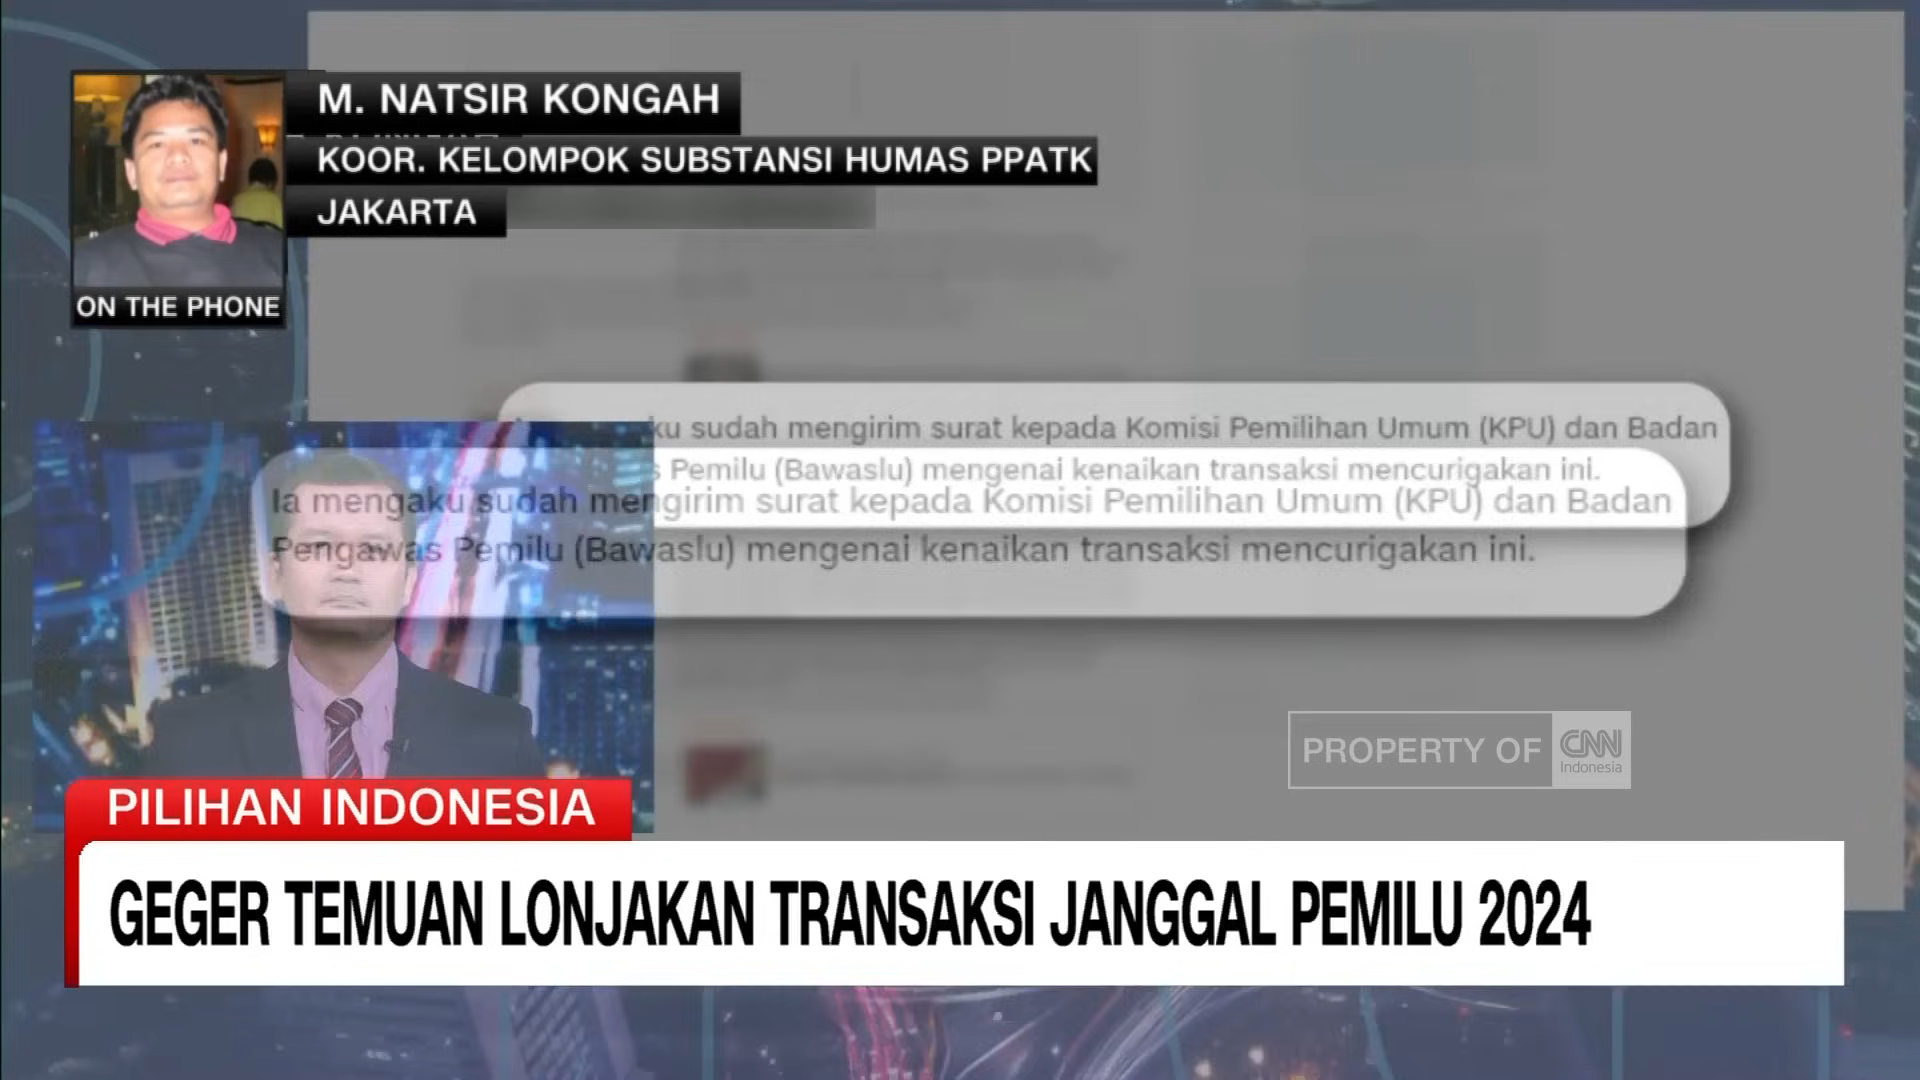 M. NATSIR KONGAH
KOOR. KELOMPOK SUBSTANSI HUMAS PPATK
JAKARTA
ON THE PHONE
ku sudah mengirim surat kepada Komisi Pemilihan Umum (KPU) dan Badan
s Pemilu (Bawaslu) mengenai kenaikan transaksi mencurigakan ini.
Ia mengaku sudah mengirim surat kepada Komisi Pemilihan Umum (KPU) dan Badan
Pengawas Pemilu (Bawaslu) mengenai kenaikan transaksi mencurigakan ini.
PROPERTY OF CNN Indonesia
PILIHAN INDONESIA
GEGER TEMUAN LONJAKAN TRANSAKSI JANGGAL PEMILU 2024